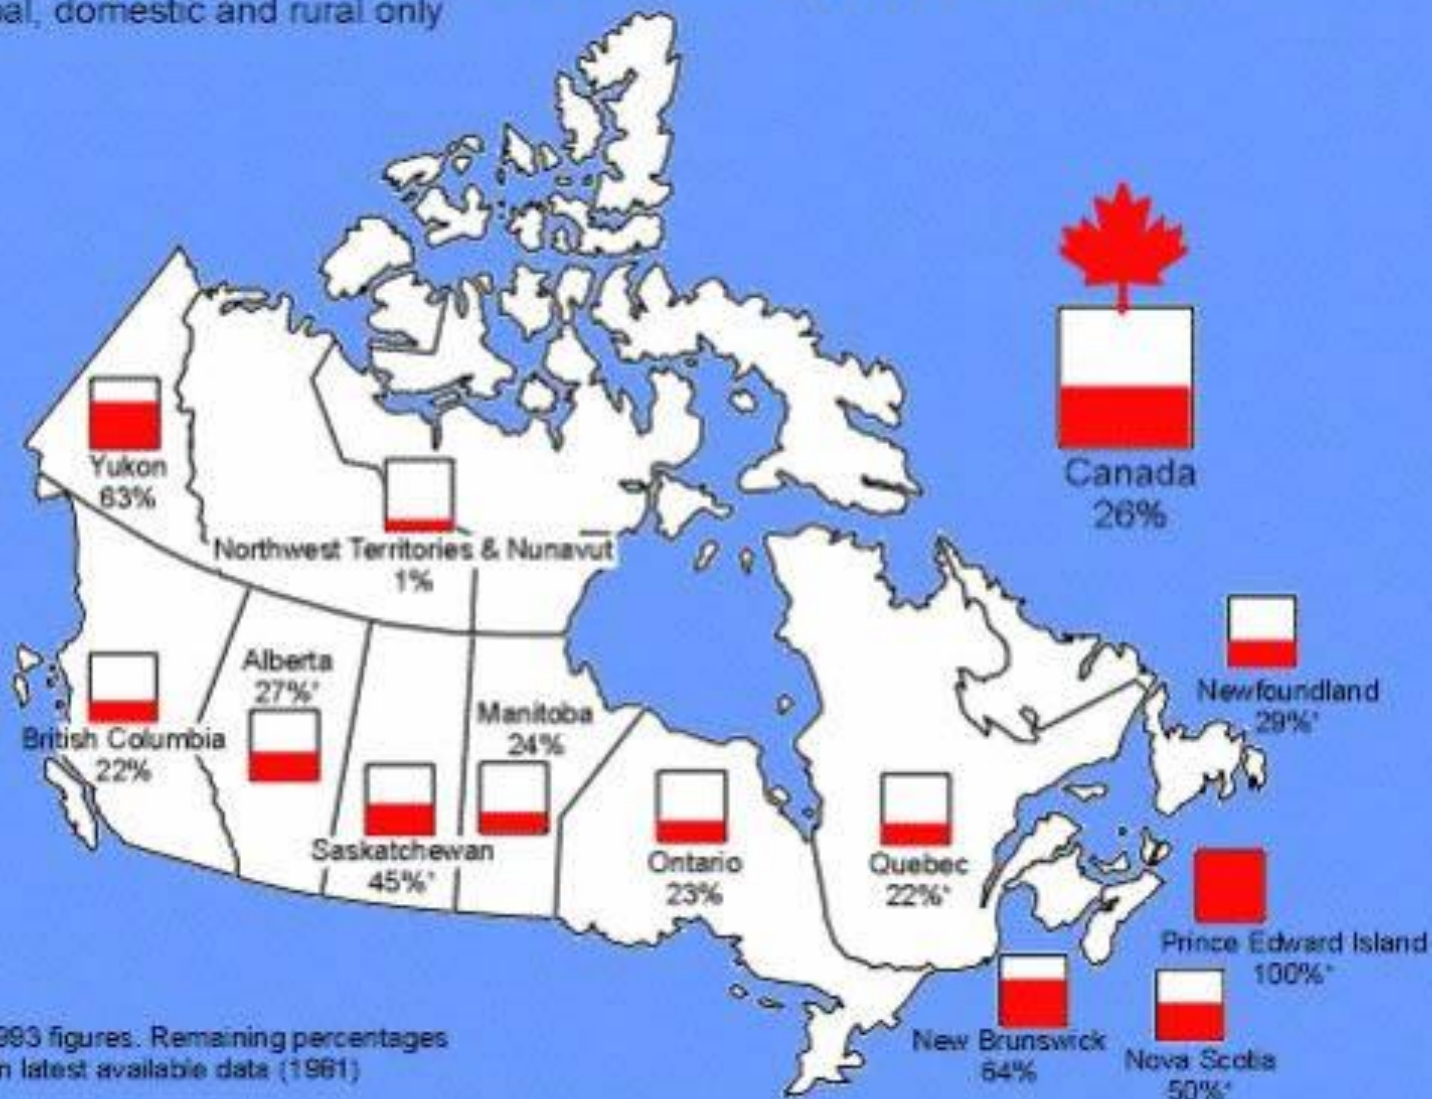 al, domestic and rural only
Canada
26%
Yukon
63%
Northwest Territories & Nunavut
1%
British Columbia
22%
Alberta
27%*
Saskatchewan
45%*
Manitoba
24%
Ontario
23%
Quebec
22%*
Newfoundland
29%*
Prince Edward Island
100%*
New Brunswick
64%
Nova Scotia
50%*
993 figures. Remaining percentages
n latest available data (1981)